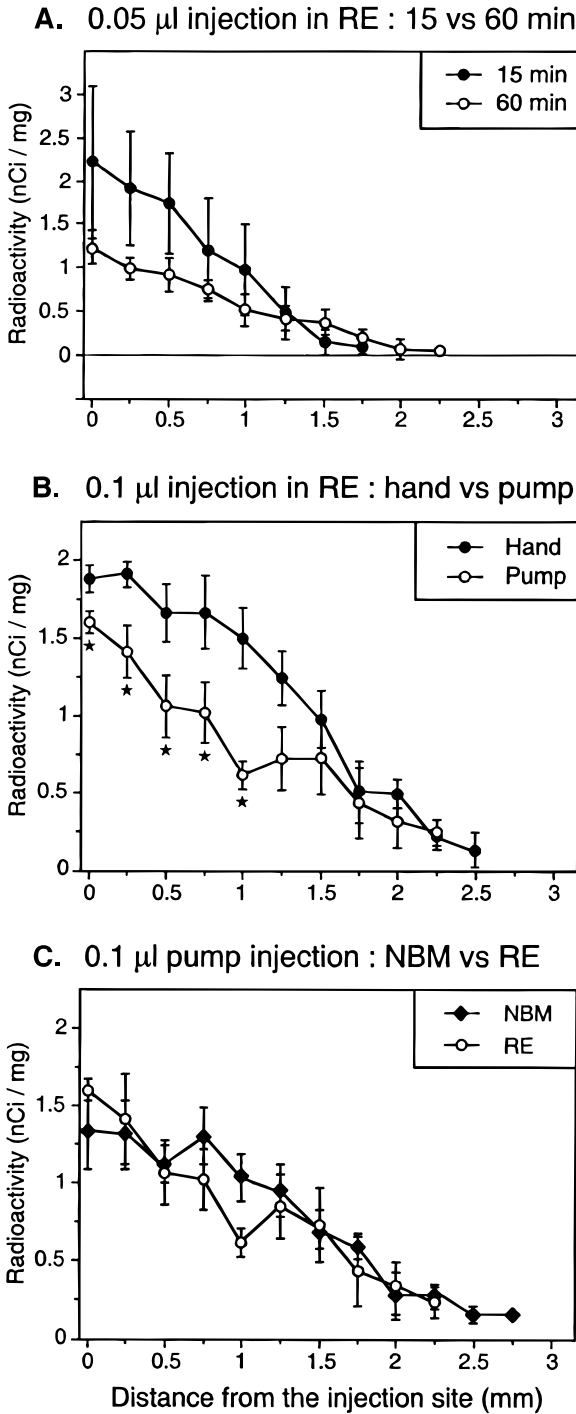 A. 0.05 µl injection in RE : 15 vs 60 min
15 min
60 min
Radioactivity (nCi / mg)
3
2.5
2
1.5
1
0.5
0
0 0.5 1 1.5 2 2.5 3
B. 0.1 µl injection in RE : hand vs pump
Hand
Pump
Radioactivity (nCi / mg)
2
1.5
1
0.5
0
0 0.5 1 1.5 2 2.5 3
C. 0.1 µl pump injection : NBM vs RE
NBM
RE
Radioactivity (nCi / mg)
2
1.5
1
0.5
0
0 0.5 1 1.5 2 2.5 3
Distance from the injection site (mm)